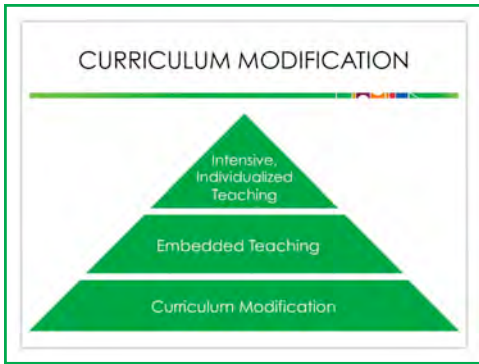 CURRICULUM MODIFICATION
Intensive,
Individualized
Teaching
Embedded Teaching
Curriculum Modification